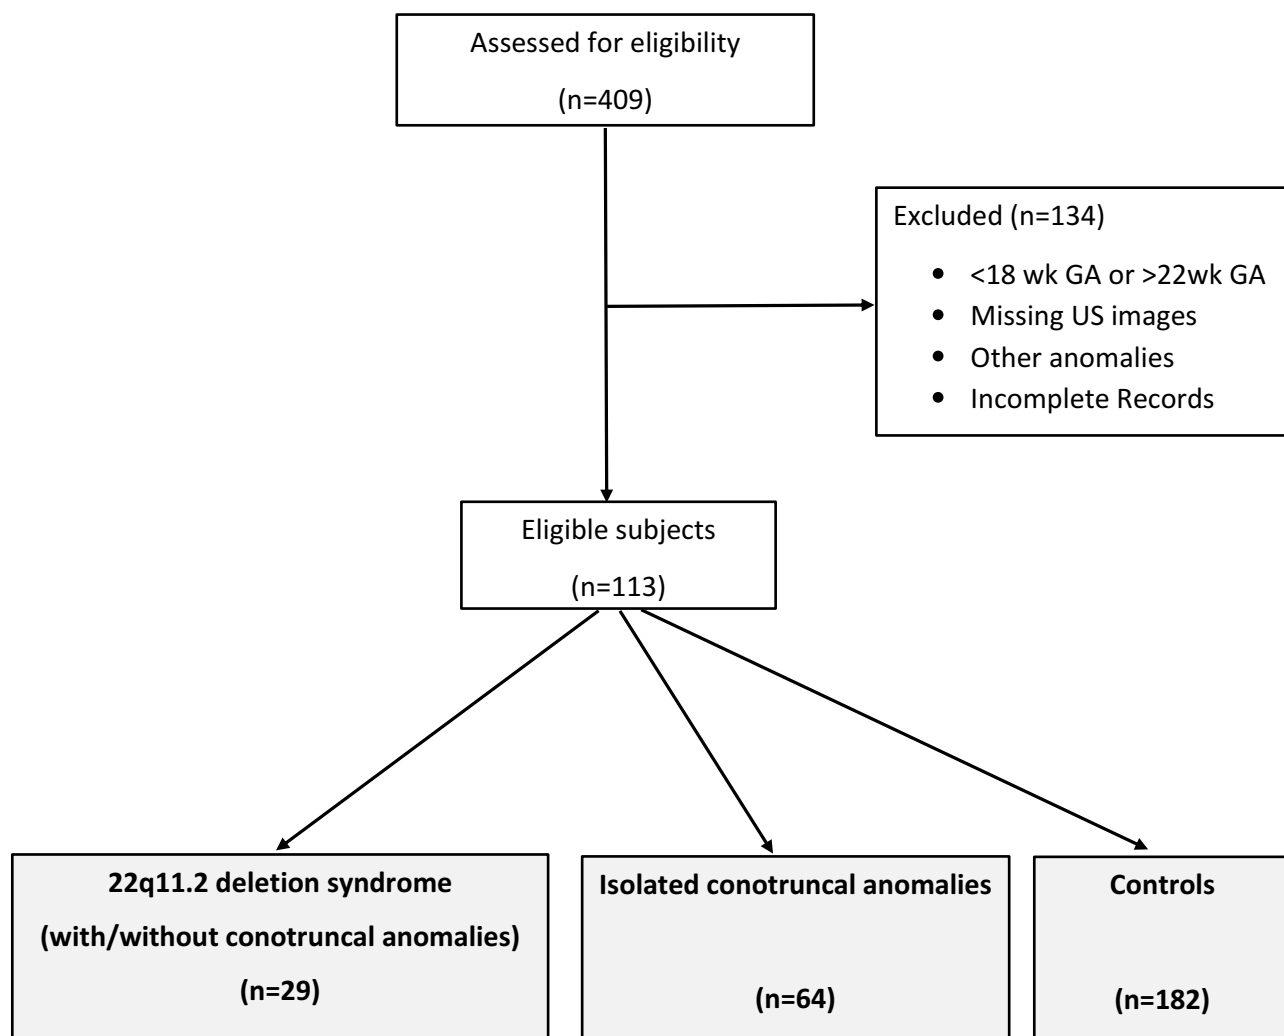 Assessed for eligibility
(n=409)
Excluded (n=134)
• <18 wk GA or >22wk GA
• Missing US images
• Other anomalies
• Incomplete Records
Eligible subjects
(n=113)
22q11.2 deletion syndrome
(with/without conotruncal anomalies)
(n=29)
Isolated conotruncal anomalies
(n=64)
Controls
(n=182)